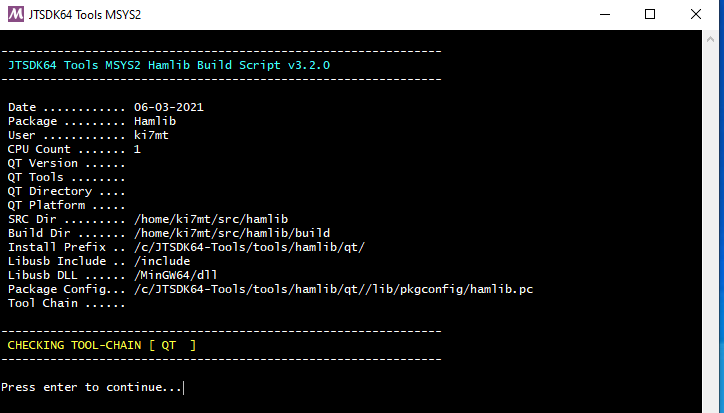 JTSDK64 Tools MSYS2
---------------------------------------------------------------
JTSDK64 Tools MSYS2 Hamlib Build Script v3.2.0
---------------------------------------------------------------
Date ............ 06-03-2021
Package ......... Hamlib
User ............ ki7mt
CPU Count ....... 1
QT Version ......
QT Tools ........
QT Directory ....
QT Platform .....
SRC Dir ......... /home/ki7mt/src/hamlib
Build Dir ....... /home/ki7mt/src/hamlib/build
Install Prefix .. /c/JTSDK64-Tools/tools/hamlib/qt/
Libusb Include .. /include
Libusb DLL ...... /MinGW64/dll
Package Config... /c/JTSDK64-Tools/tools/hamlib/qt//lib/pkgconfig/hamlib.pc
Tool Chain ......
---------------------------------------------------------------
CHECKING TOOL-CHAIN [ QT  ]
---------------------------------------------------------------
Press enter to continue...